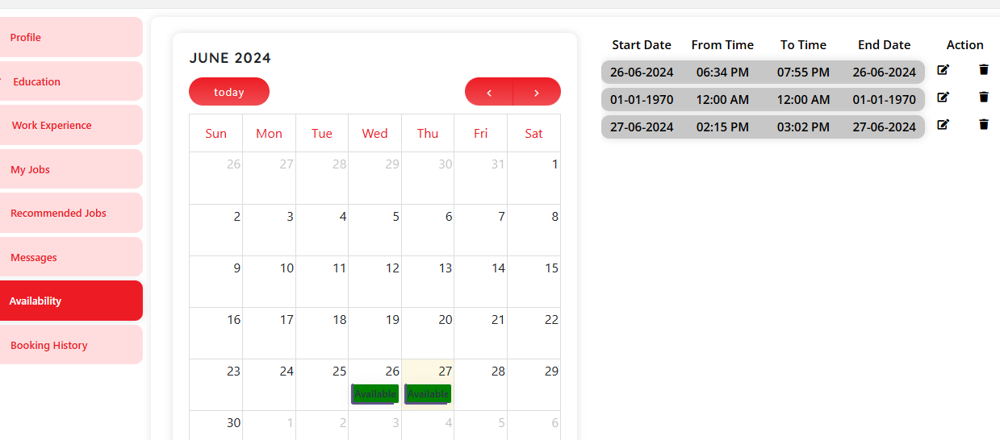 Profile
Education
Work Experience
My Jobs
Recommended Jobs
Messages
Availability
Booking History
JUNE 2024
today
‹ ›
Sun Mon Tue Wed Thu Fri Sat
26 27 28 29 30 31 1
2 3 4 5 6 7 8
9 10 11 12 13 14 15
16 17 18 19 20 21 22
23 24 25 26 27 28 29
Available Available
30 1 2 3 4 5 6
Start Date From Time To Time End Date Action
26-06-2024 06:34 PM 07:55 PM 26-06-2024
01-01-1970 12:00 AM 12:00 AM 01-01-1970
27-06-2024 02:15 PM 03:02 PM 27-06-2024